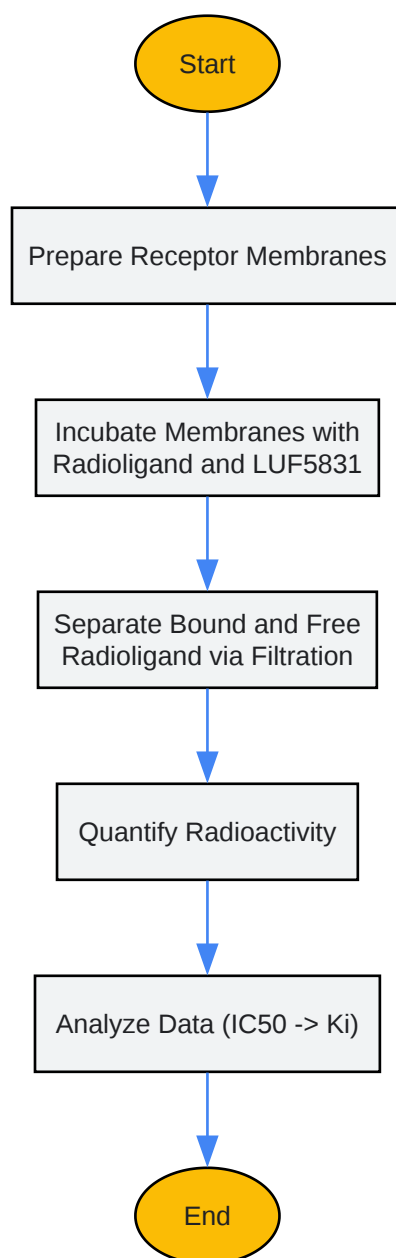 Start
Prepare Receptor Membranes
Incubate Membranes with
Radioligand and LUF5831
Separate Bound and Free
Radioligand via Filtration
Quantify Radioactivity
Analyze Data (IC50 -> Ki)
End